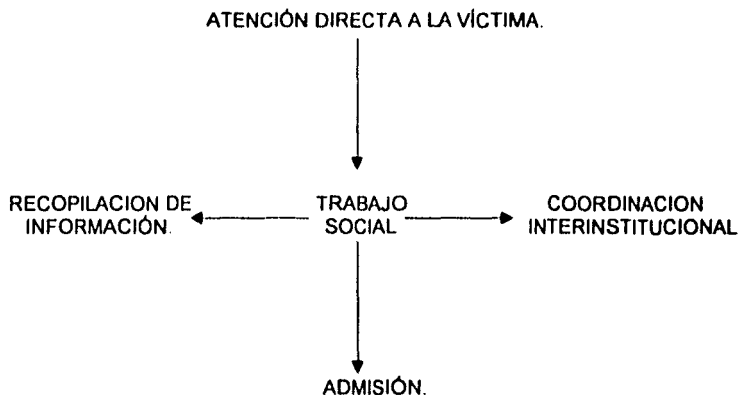 ATENCIÓN DIRECTA A LA VÍCTIMA.
RECOPILACION DE
INFORMACIÓN.
TRABAJO
SOCIAL
COORDINACION
INTERINSTITUCIONAL
ADMISIÓN.